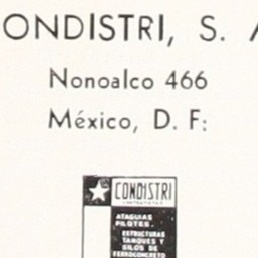 ONDISTRI, S. A
Nonoalco 466
México, D. F:
CONDISTRI
ATAGUIAS
PILOTES.
ESTRUCTURAS
TANQUES Y
SILOS DE
FERROCONCRETO